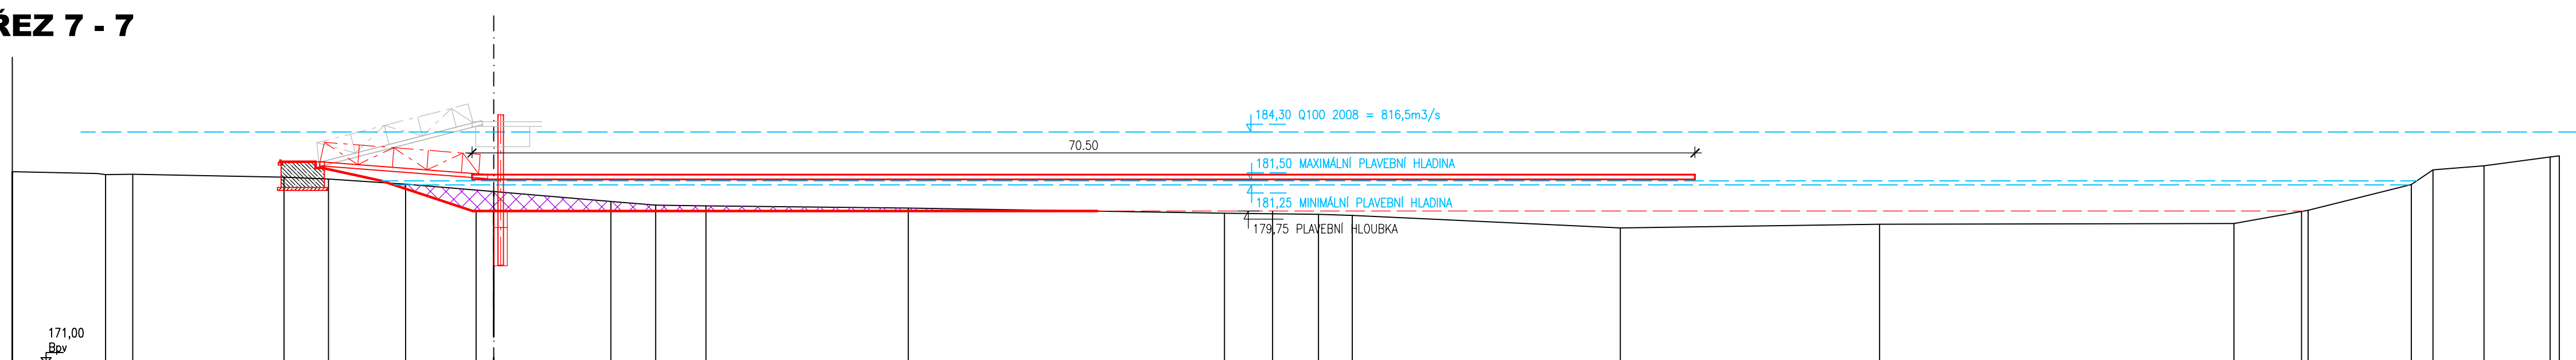 ŘEZ 7 - 7
184,30 Q100 2008 = 816,5m3/s
70.50
181,50 MAXIMÁLNÍ PLAVEBNÍ HLADINA
181,25 MINIMÁLNÍ PLAVEBNÍ HLADINA
179,75 PLAVEBNÍ HLOUBKA
171,00
Bpv